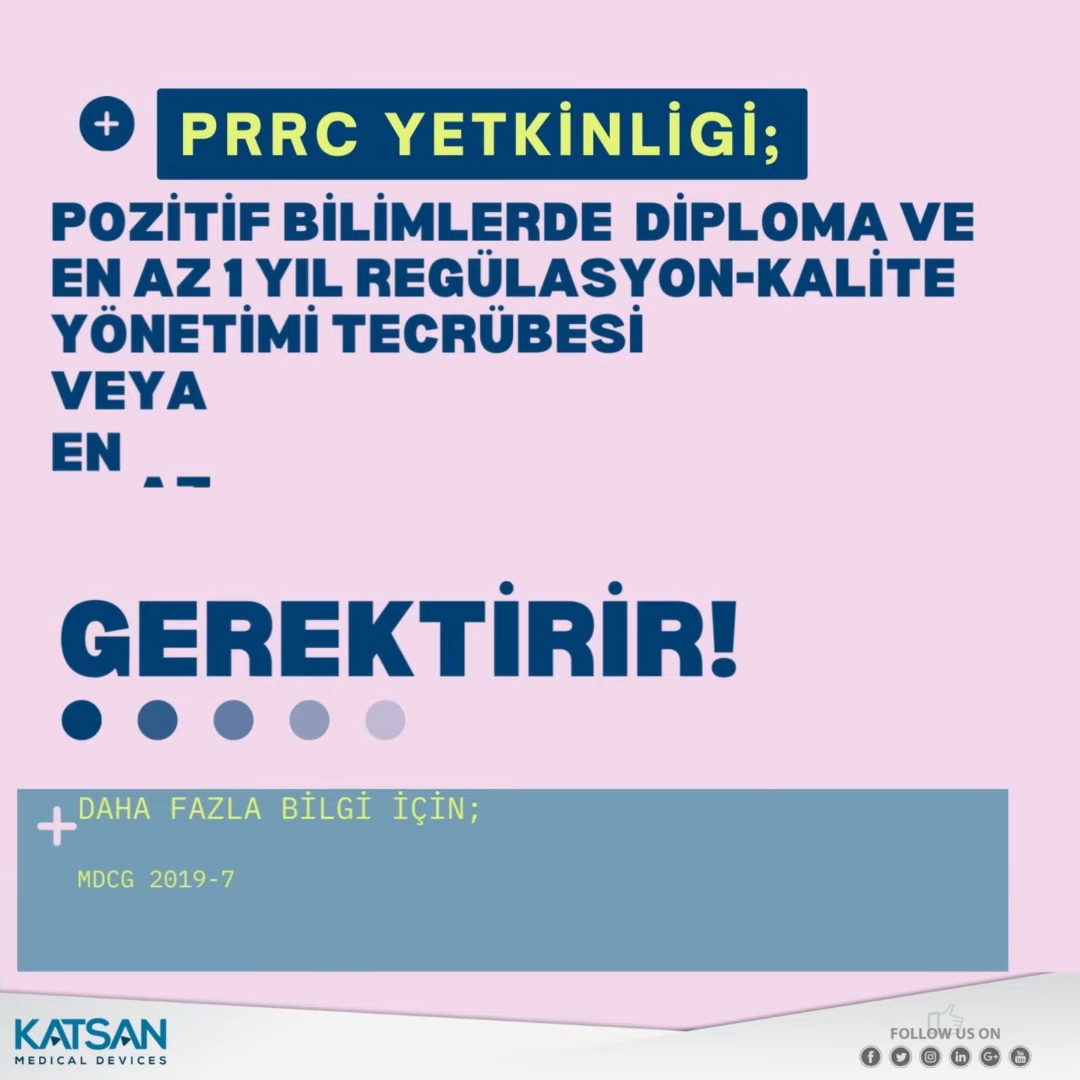 PRRC YETKİNLİGİ;
POZİTİF BİLİMLERDE DİPLOMA VE
EN AZ 1 YIL REGÜLASYON-KALİTE
YÖNETİMİ TECRÜBESİ
VEYA
EN
GEREKTİRİR!
DAHA FAZLA BİLGİ İÇİN;
MDCG 2019-7
KATSAN
MEDICAL DEVICES
FOLLOW US ON